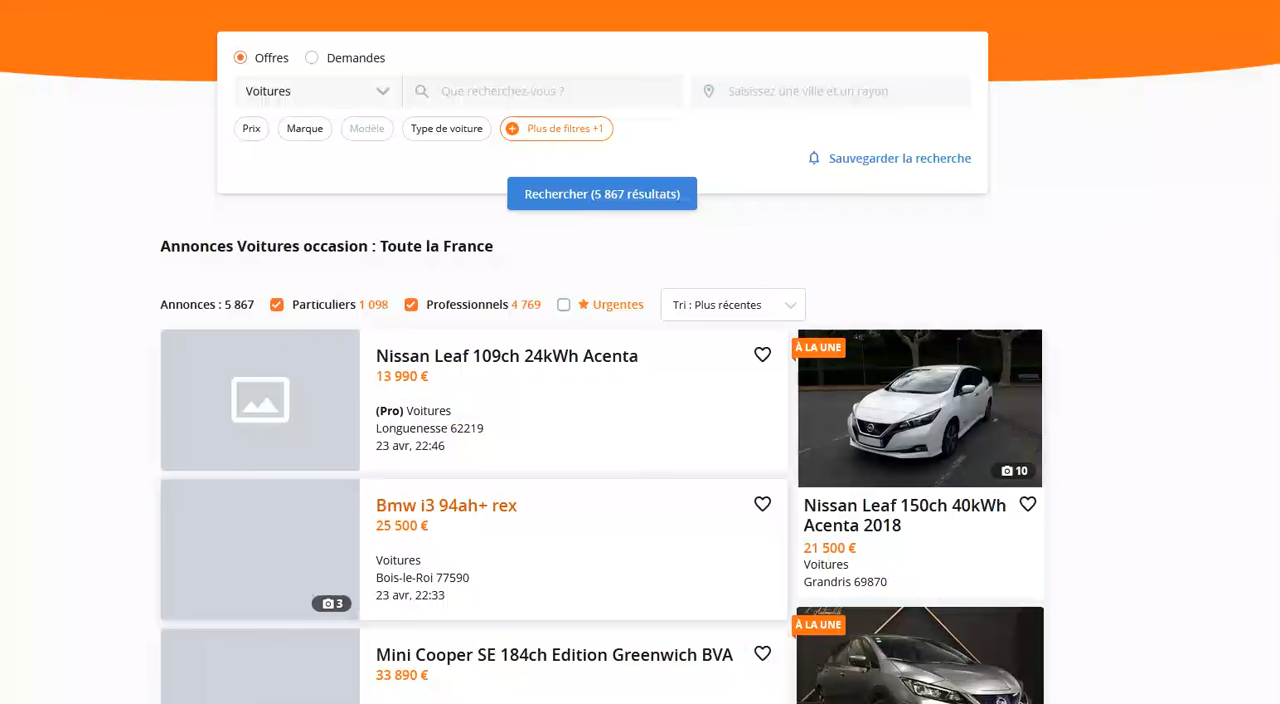 Offres
Demandes
Voitures
Que recherchez-vous ?
Saisissez une ville et un rayon
Prix
Marque
Modèle
Type de voiture
Plus de filtres +1
Sauvegarder la recherche
Rechercher (5 867 résultats)
Annonces Voitures occasion : Toute la France
Annonces : 5 867
Particuliers 1 098
Professionnels 4 769
Urgentes
Tri : Plus récentes
Nissan Leaf 109ch 24kWh Acenta
13 990 €
(Pro) Voitures
Longuenesse 62219
23 avr, 22:46
Bmw i3 94ah+ rex
25 500 €
Voitures
Bois-le-Roi 77590
23 avr, 22:33
3
Mini Cooper SE 184ch Edition Greenwich BVA
33 890 €
À LA UNE
10
Nissan Leaf 150ch 40kWh
Acenta 2018
21 500 €
Voitures
Grandris 69870
À LA UNE